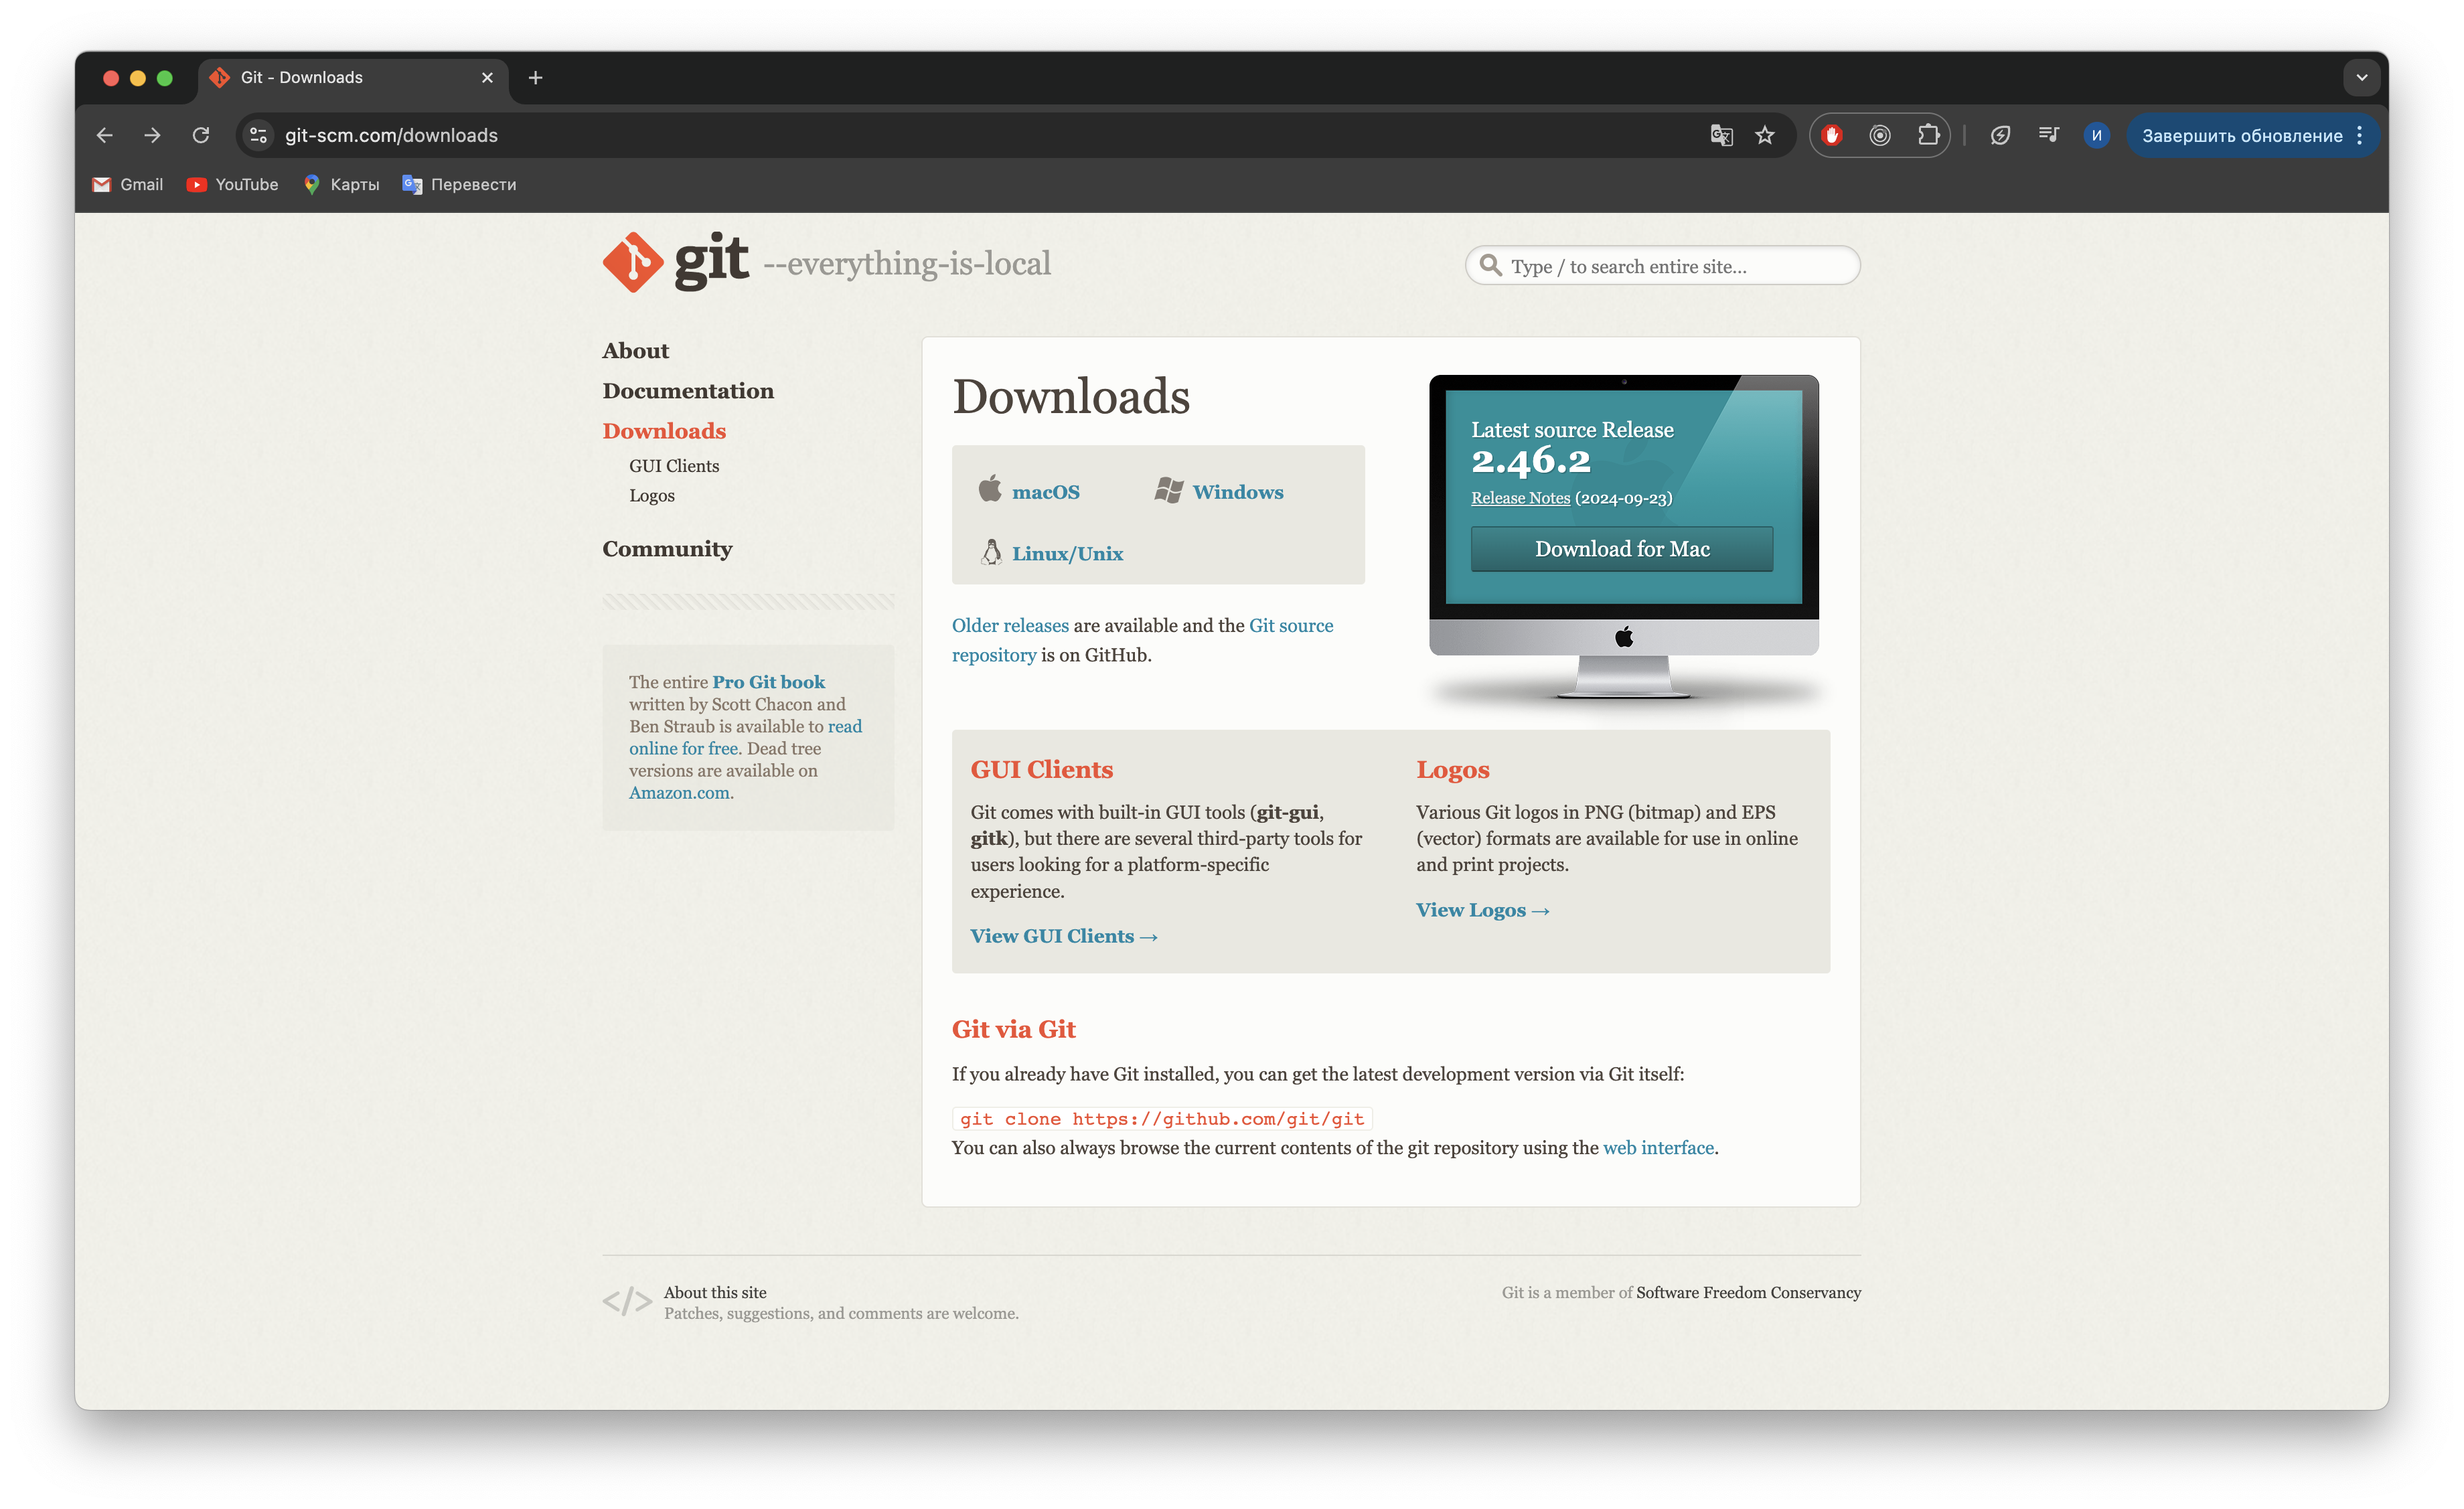 Git - Downloads
git-scm.com/downloads
И
Завершить обновление
Gmail
YouTube
Карты
Перевести
git --everything-is-local
Type / to search entire site...
About
Documentation
Downloads
GUI Clients
Logos
Community
The entire Pro Git book
written by Scott Chacon and
Ben Straub is available to read
online for free. Dead tree
versions are available on
Amazon.com.
Downloads
macOS
Windows
Linux/Unix
Older releases are available and the Git source
repository is on GitHub.
Latest source Release
2.46.2
Release Notes (2024-09-23)
Download for Mac
GUI Clients
Git comes with built-in GUI tools (git-gui,
gitk), but there are several third-party tools for
users looking for a platform-specific
experience.
View GUI Clients →
Logos
Various Git logos in PNG (bitmap) and EPS
(vector) formats are available for use in online
and print projects.
View Logos →
Git via Git
If you already have Git installed, you can get the latest development version via Git itself:
git clone https://github.com/git/git
You can also always browse the current contents of the git repository using the web interface.
</> About this site
Patches, suggestions, and comments are welcome.
Git is a member of Software Freedom Conservancy